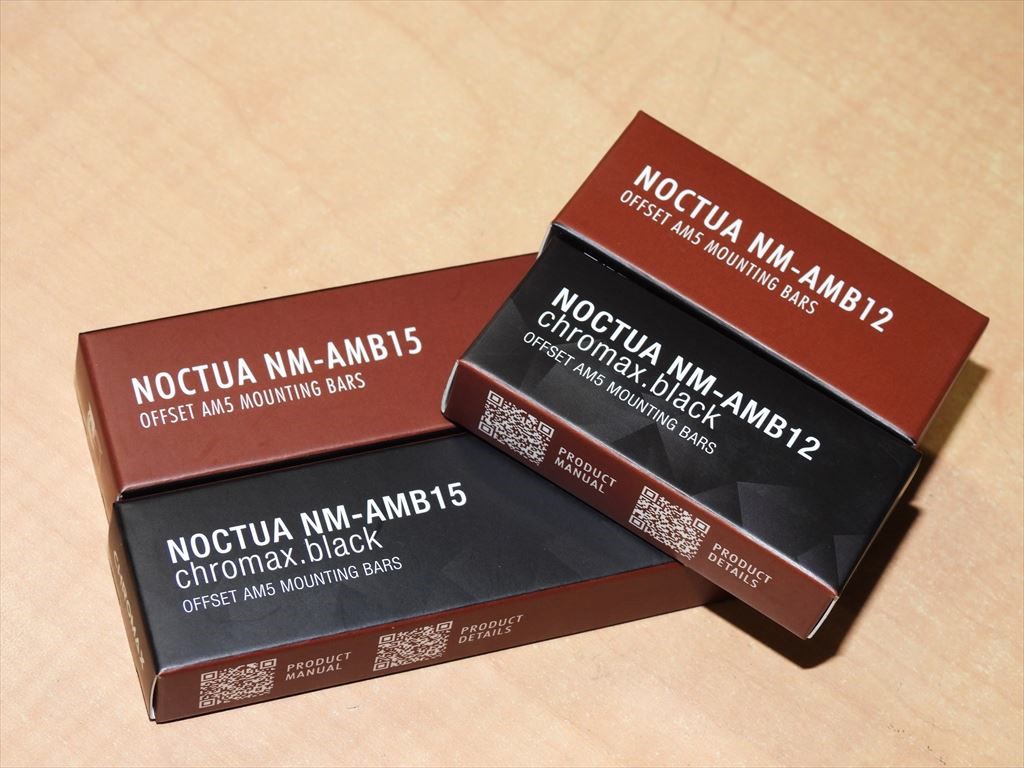 NOCTUA NM-AMB12
OFFSET AM5 MOUNTING BARS
NOCTUA NM-AMB12
chromax.black
OFFSET AM5 MOUNTING BARS
PRODUCT
MANUAL
PRODUCT
DETAILS
NOCTUA NM-AMB15
OFFSET AM5 MOUNTING BARS
NOCTUA NM-AMB15
chromax.black
OFFSET AM5 MOUNTING BARS
PRODUCT
MANUAL
PRODUCT
DETAILS